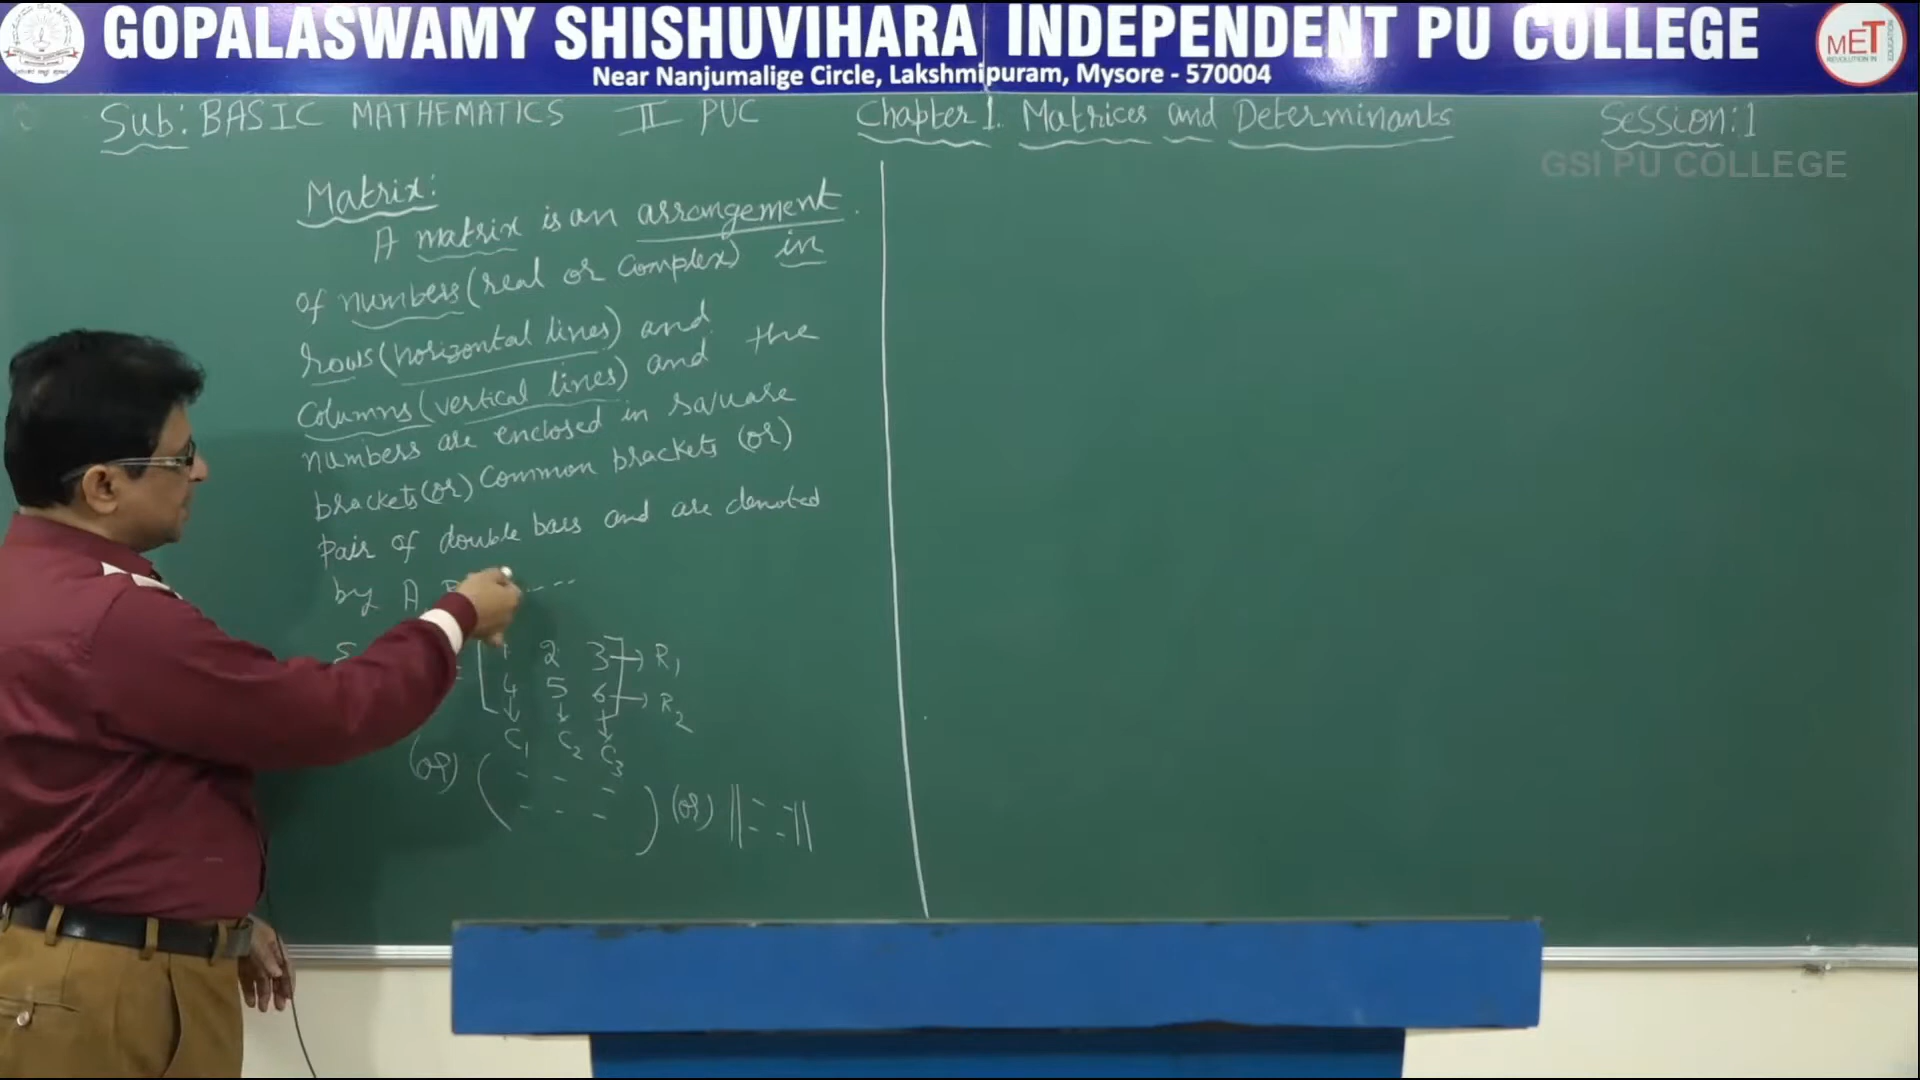 GOPALASWAMY SHISHUVIHARA INDEPENDENT PU COLLEGE
Near Nanjumalige Circle, Lakshmipuram, Mysore - 570004
MET
REVOLUTION IN
EDUCATION
Sub: BASIC MATHEMATICS II PUC Chapter 1. Matrices and Determinants Session: 1
GSI PU COLLEGE
Matrix:
A matrix is an arrangement
of numbers (real or complex) in
rows (horizontal lines) and
columns (vertical lines) and the
numbers are enclosed in square
brackets (or) common brackets (or)
pair of double bars and are denoted
by A, ----
= [ 1 2 3 ] → R1
4 5 6 → R2
↓ ↓ ↓
C1 C2 C3
(or) ( - - - ) (or) || - - ||
- - - - -